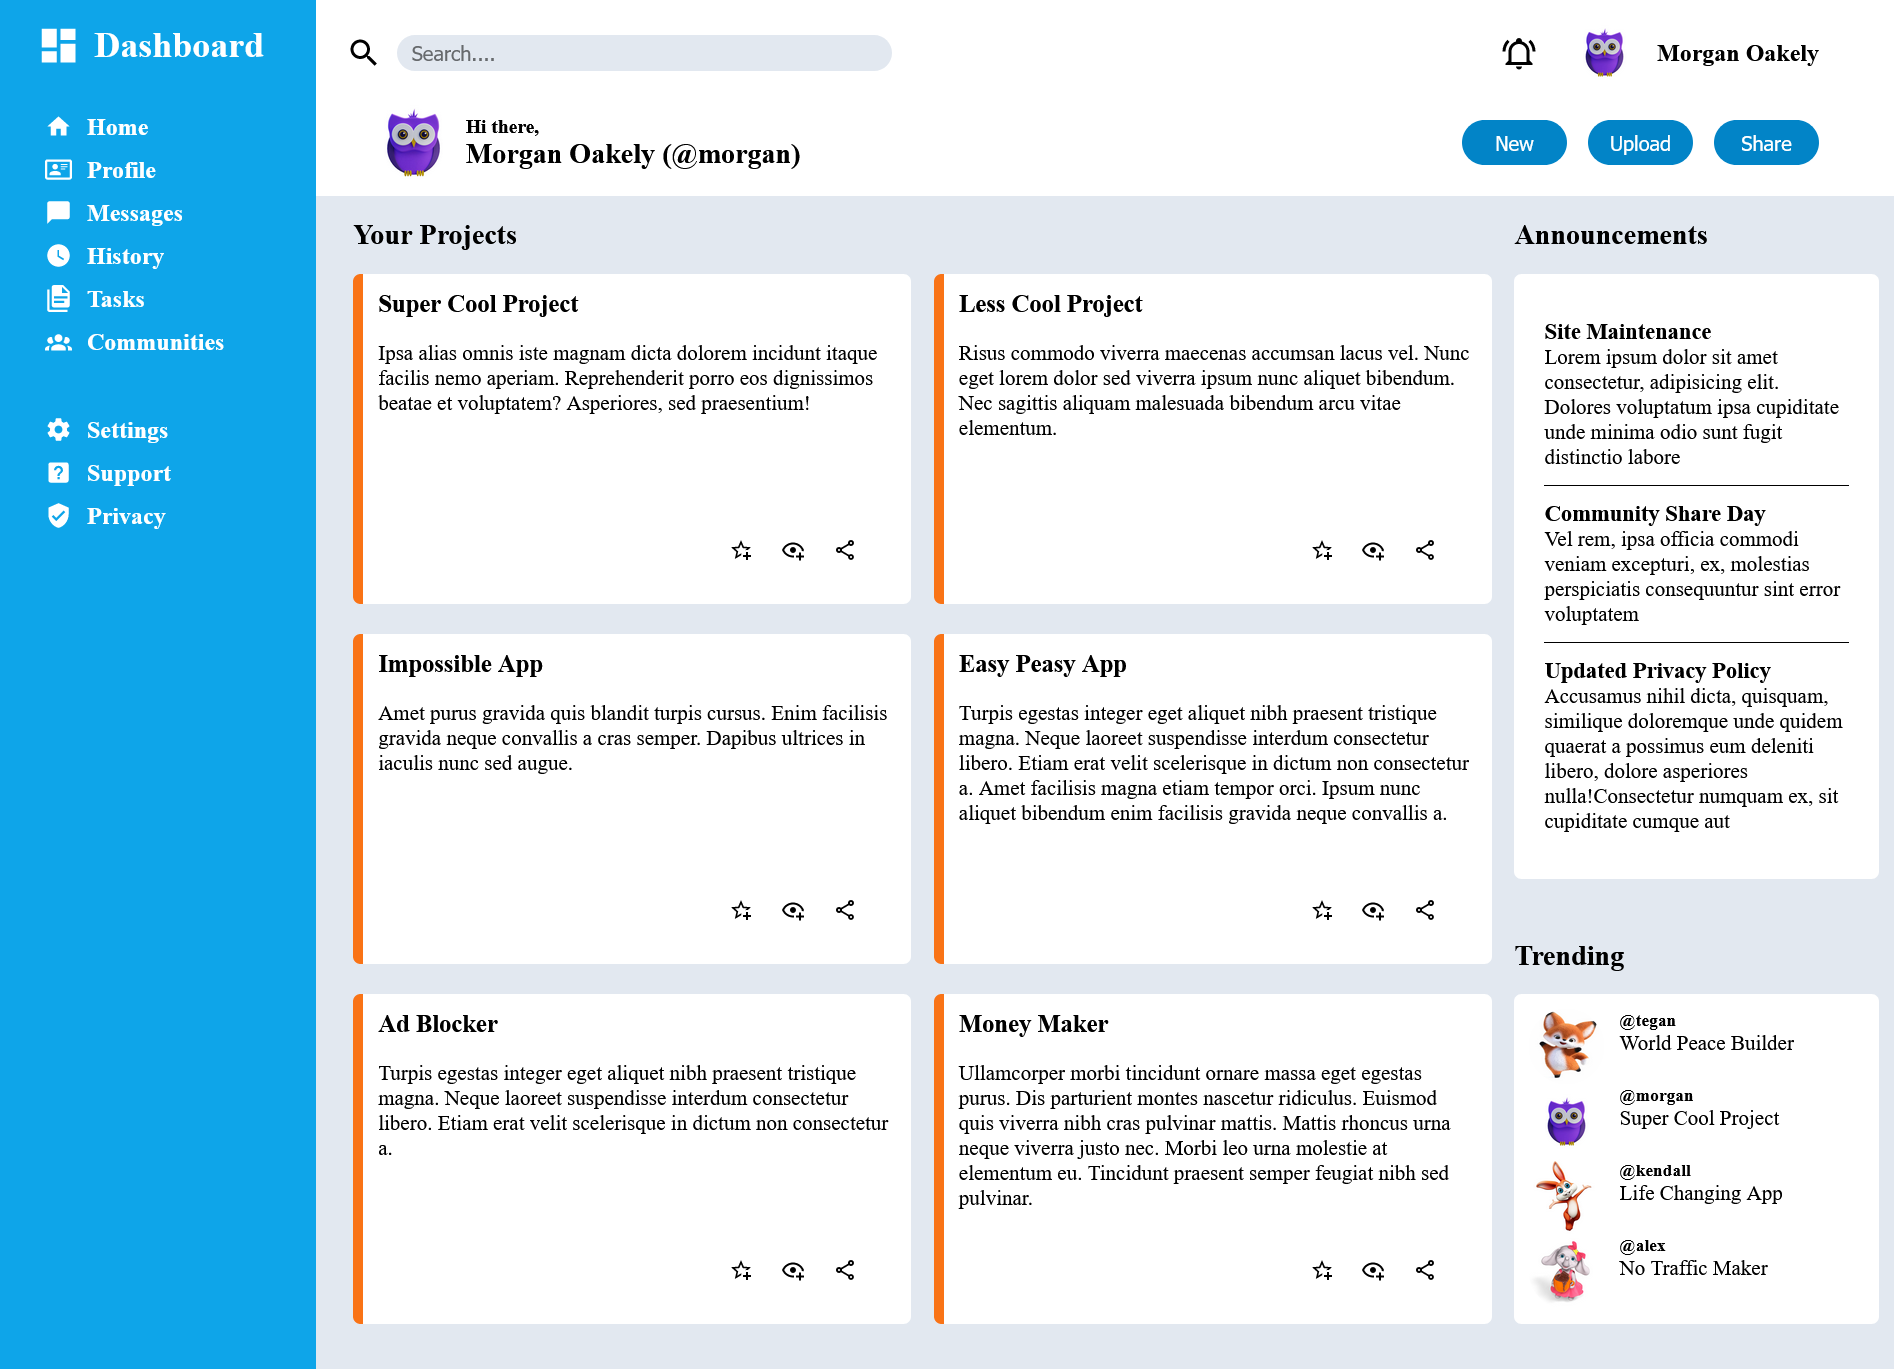 Dashboard
Home
Profile
Messages
History
Tasks
Communities
Settings
Support
Privacy
Search....
Morgan Oakely
Hi there,
Morgan Oakely (@morgan)
New
Upload
Share
Your Projects
Super Cool Project
Ipsa alias omnis iste magnam dicta dolorem incidunt itaque
facilis nemo aperiam. Reprehenderit porro eos dignissimos
beatae et voluptatem? Asperiores, sed praesentium!
Less Cool Project
Risus commodo viverra maecenas accumsan lacus vel. Nunc
eget lorem dolor sed viverra ipsum nunc aliquet bibendum.
Nec sagittis aliquam malesuada bibendum arcu vitae
elementum.
Impossible App
Amet purus gravida quis blandit turpis cursus. Enim facilisis
gravida neque convallis a cras semper. Dapibus ultrices in
iaculis nunc sed augue.
Easy Peasy App
Turpis egestas integer eget aliquet nibh praesent tristique
magna. Neque laoreet suspendisse interdum consectetur
libero. Etiam erat velit scelerisque in dictum non consectetur
a. Amet facilisis magna etiam tempor orci. Ipsum nunc
aliquet bibendum enim facilisis gravida neque convallis a.
Ad Blocker
Turpis egestas integer eget aliquet nibh praesent tristique
magna. Neque laoreet suspendisse interdum consectetur
libero. Etiam erat velit scelerisque in dictum non consectetur
a.
Money Maker
Ullamcorper morbi tincidunt ornare massa eget egestas
purus. Dis parturient montes nascetur ridiculus. Euismod
quis viverra nibh cras pulvinar mattis. Mattis rhoncus urna
neque viverra justo nec. Morbi leo urna molestie at
elementum eu. Tincidunt praesent semper feugiat nibh sed
pulvinar.
Announcements
Site Maintenance
Lorem ipsum dolor sit amet
consectetur, adipisicing elit.
Dolores voluptatum ipsa cupiditate
unde minima odio sunt fugit
distinctio labore
Community Share Day
Vel rem, ipsa officia commodi
veniam excepturi, ex, molestias
perspiciatis consequuntur sint error
voluptatem
Updated Privacy Policy
Accusamus nihil dicta, quisquam,
similique doloremque unde quidem
quaerat a possimus eum deleniti
libero, dolore asperiores
nulla!Consectetur numquam ex, sit
cupiditate cumque aut
Trending
@tegan
World Peace Builder
@morgan
Super Cool Project
@kendall
Life Changing App
@alex
No Traffic Maker